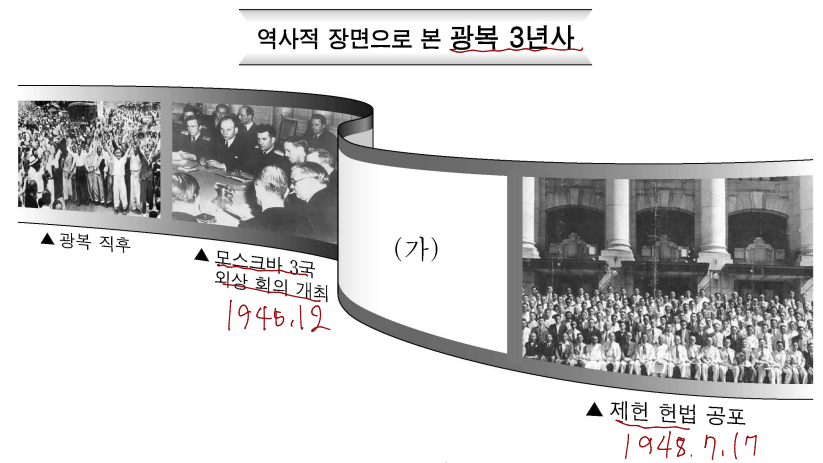 역사적 장면으로 본 광복 3년사
▲ 광복 직후
▲ 모스크바 3국
외상 회의 개최
1945.12
(가)
▲ 제헌 헌법 공포
1948.7.17